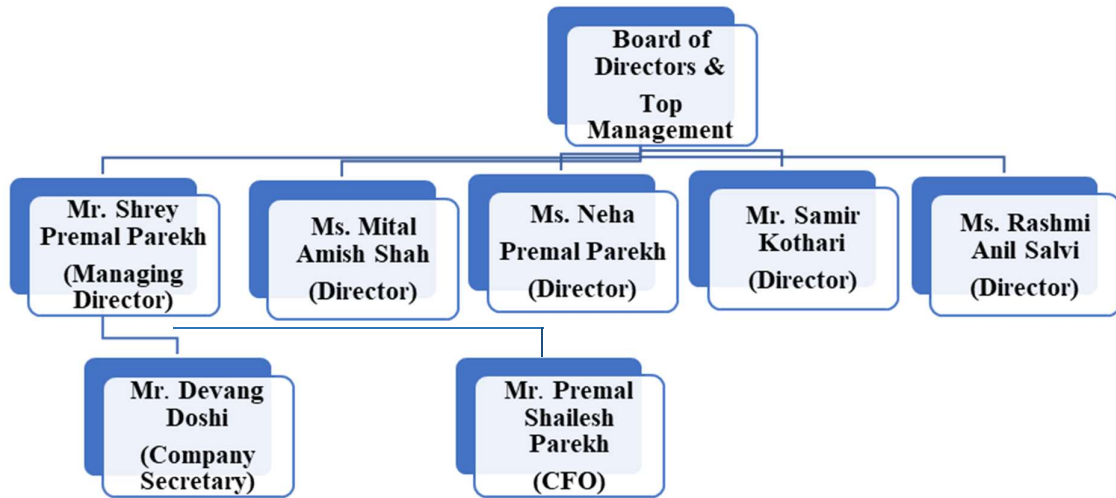 Board of
Directors &
Top
Management
Mr. Shrey
Premal Parekh
(Managing
Director)
Ms. Mital
Amish Shah
(Director)
Ms. Neha
Premal Parekh
(Director)
Mr. Samir
Kothari
(Director)
Ms. Rashmi
Anil Salvi
(Director)
Mr. Devang
Doshi
(Company
Secretary)
Mr. Premal
Shailesh
Parekh
(CFO)